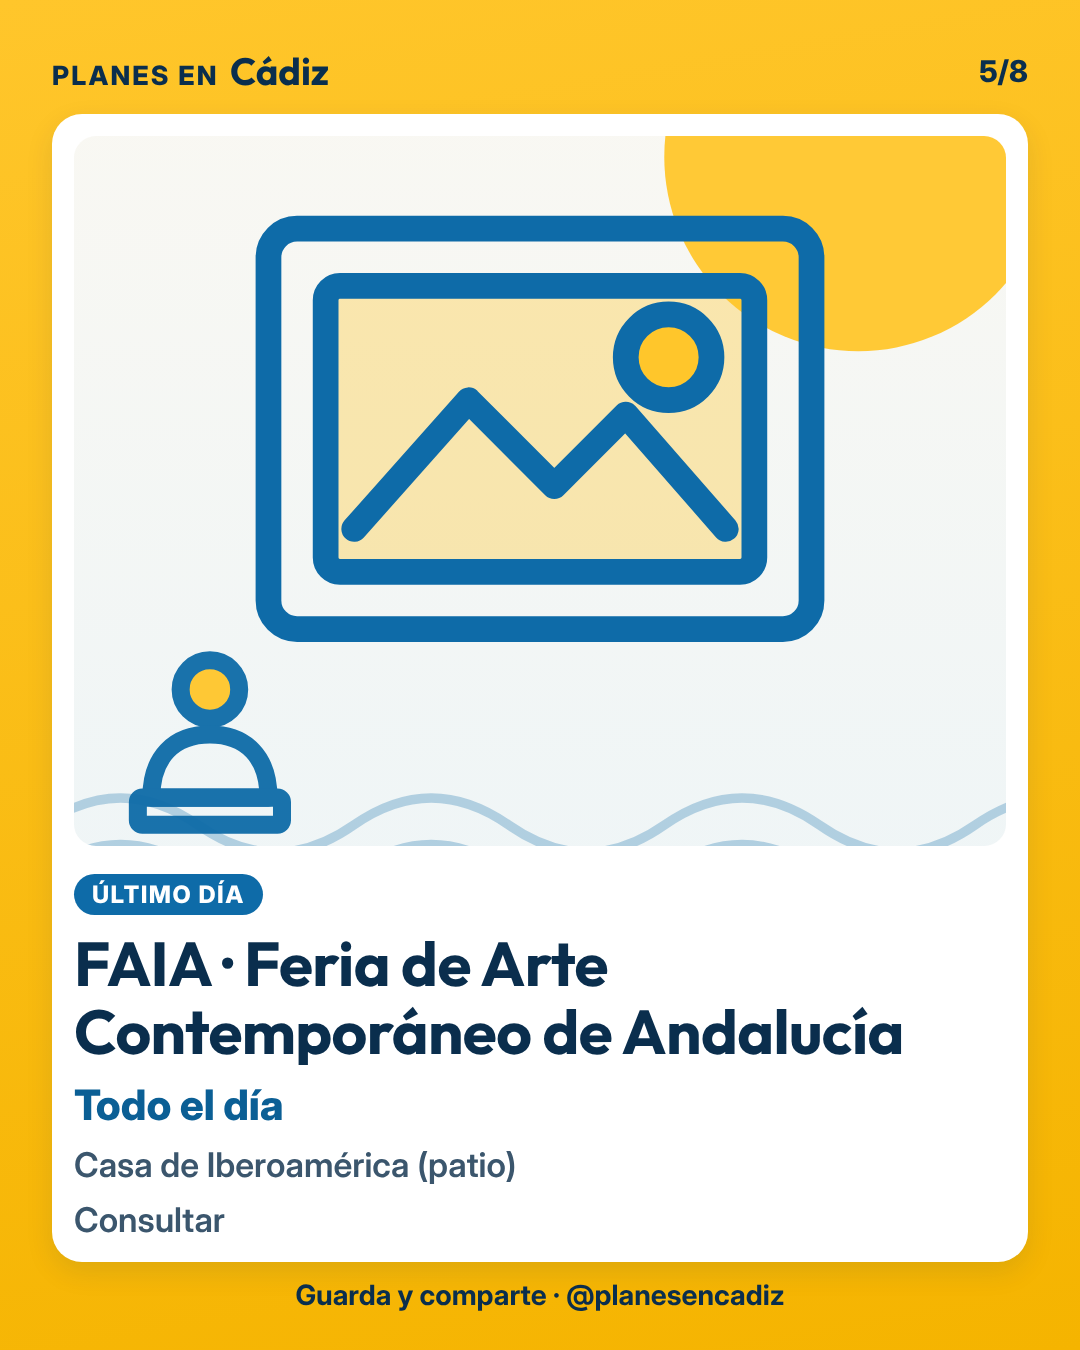 PLANES EN Cádiz
5/8
ÚLTIMO DÍA
FAIA · Feria de Arte
Contemporáneo de Andalucía
Todo el día
Casa de Iberoamérica (patio)
Consultar
Guarda y comparte · @planesencadiz